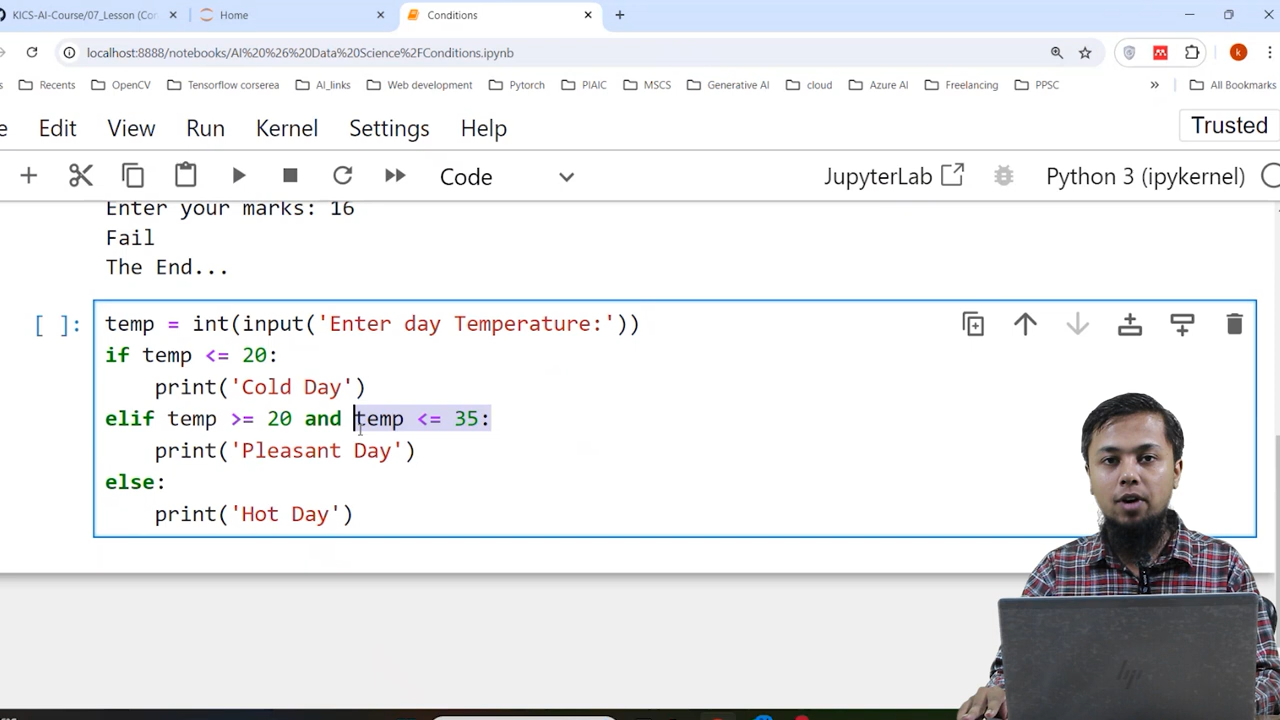 KICS-AI-Course/07_Lesson (Co
Home
Conditions
localhost:8888/notebooks/AI%20%26%20Data%20Science%2FConditions.ipynb
k
Recents
OpenCV
Tensorflow corserea
AI_links
Web development
Pytorch
PIAIC
MSCS
Generative AI
cloud
Azure AI
Freelancing
PPSC
All Bookmarks
e Edit View Run Kernel Settings Help
Trusted
Code
JupyterLab
Python 3 (ipykernel)
Enter your marks: 16
Fail
The End...
[ ]: temp = int(input('Enter day Temperature:'))
if temp <= 20:
print('Cold Day')
elif temp >= 20 and temp <= 35:
print('Pleasant Day')
else:
print('Hot Day')
hp